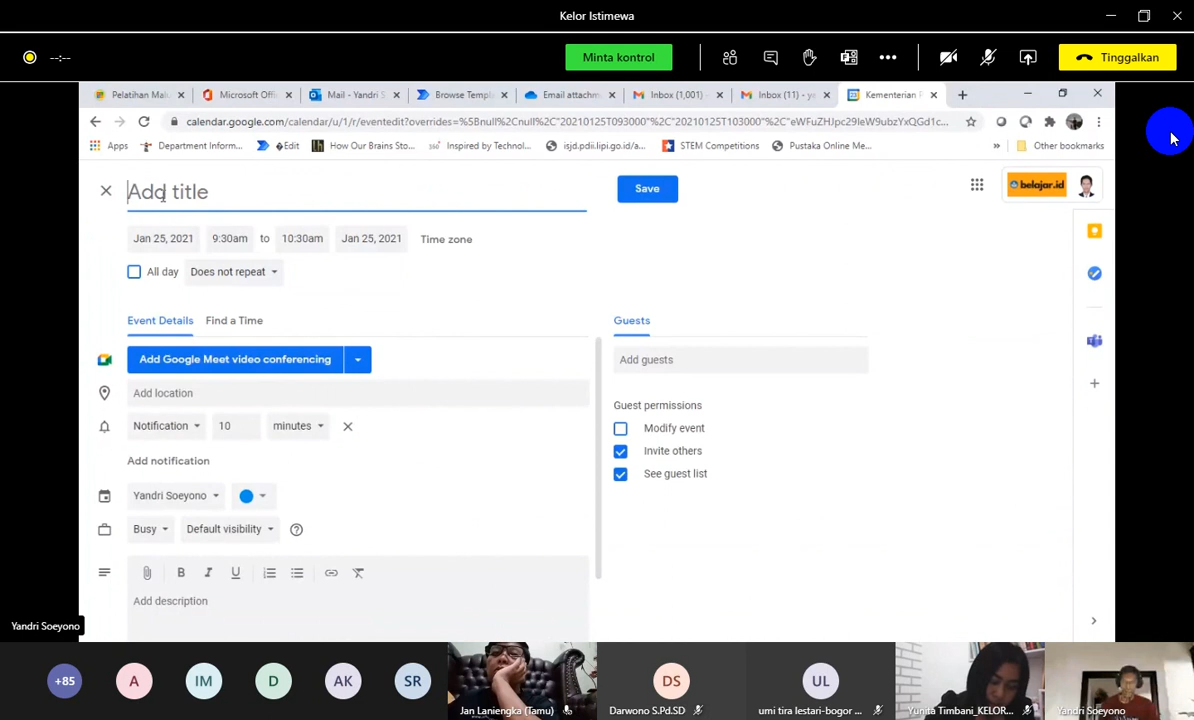 Kelor Istimewa
--:--
Minta kontrol
Tinggalkan
Pelatihan Mal
Microsoft Offi
Mail - Yandri S
Browse Templ
Email attachm
Inbox (1,001)
Inbox (11) - ya
Kementerian P
calendar.google.com/calendar/u/1/r/eventedit?overrides=%5Bnull%2Cnull%2C"20210125T093000"%2C"20210125T103000"%2C"eWFuZHJpc29leW9ubzYxQGd1c...
Apps
Department Inform...
Edit
How Our Brains Sto...
Inspired by Technol...
isjd.pdii.lipi.go.id/a...
STEM Competitions
Pustaka Online Me...
»
Other bookmarks
Add title
Save
belajar.id
Jan 25, 2021
9:30am
to
10:30am
Jan 25, 2021
Time zone
All day
Does not repeat
Event Details
Find a Time
Guests
Add Google Meet video conferencing
Add guests
Add location
Guest permissions
Notification
10
minutes
Modify event
Invite others
Add notification
See guest list
Yandri Soeyono
Busy
Default visibility
B
I
U
Add description
Yandri Soeyono
+85
A
IM
D
AK
SR
DS
UL
Jan Laniengka (Tamu)
Darwono S.Pd.SD
umi tira lestari-bogor ...
Yunita Timbani_KELOR...
Yandri Soeyono